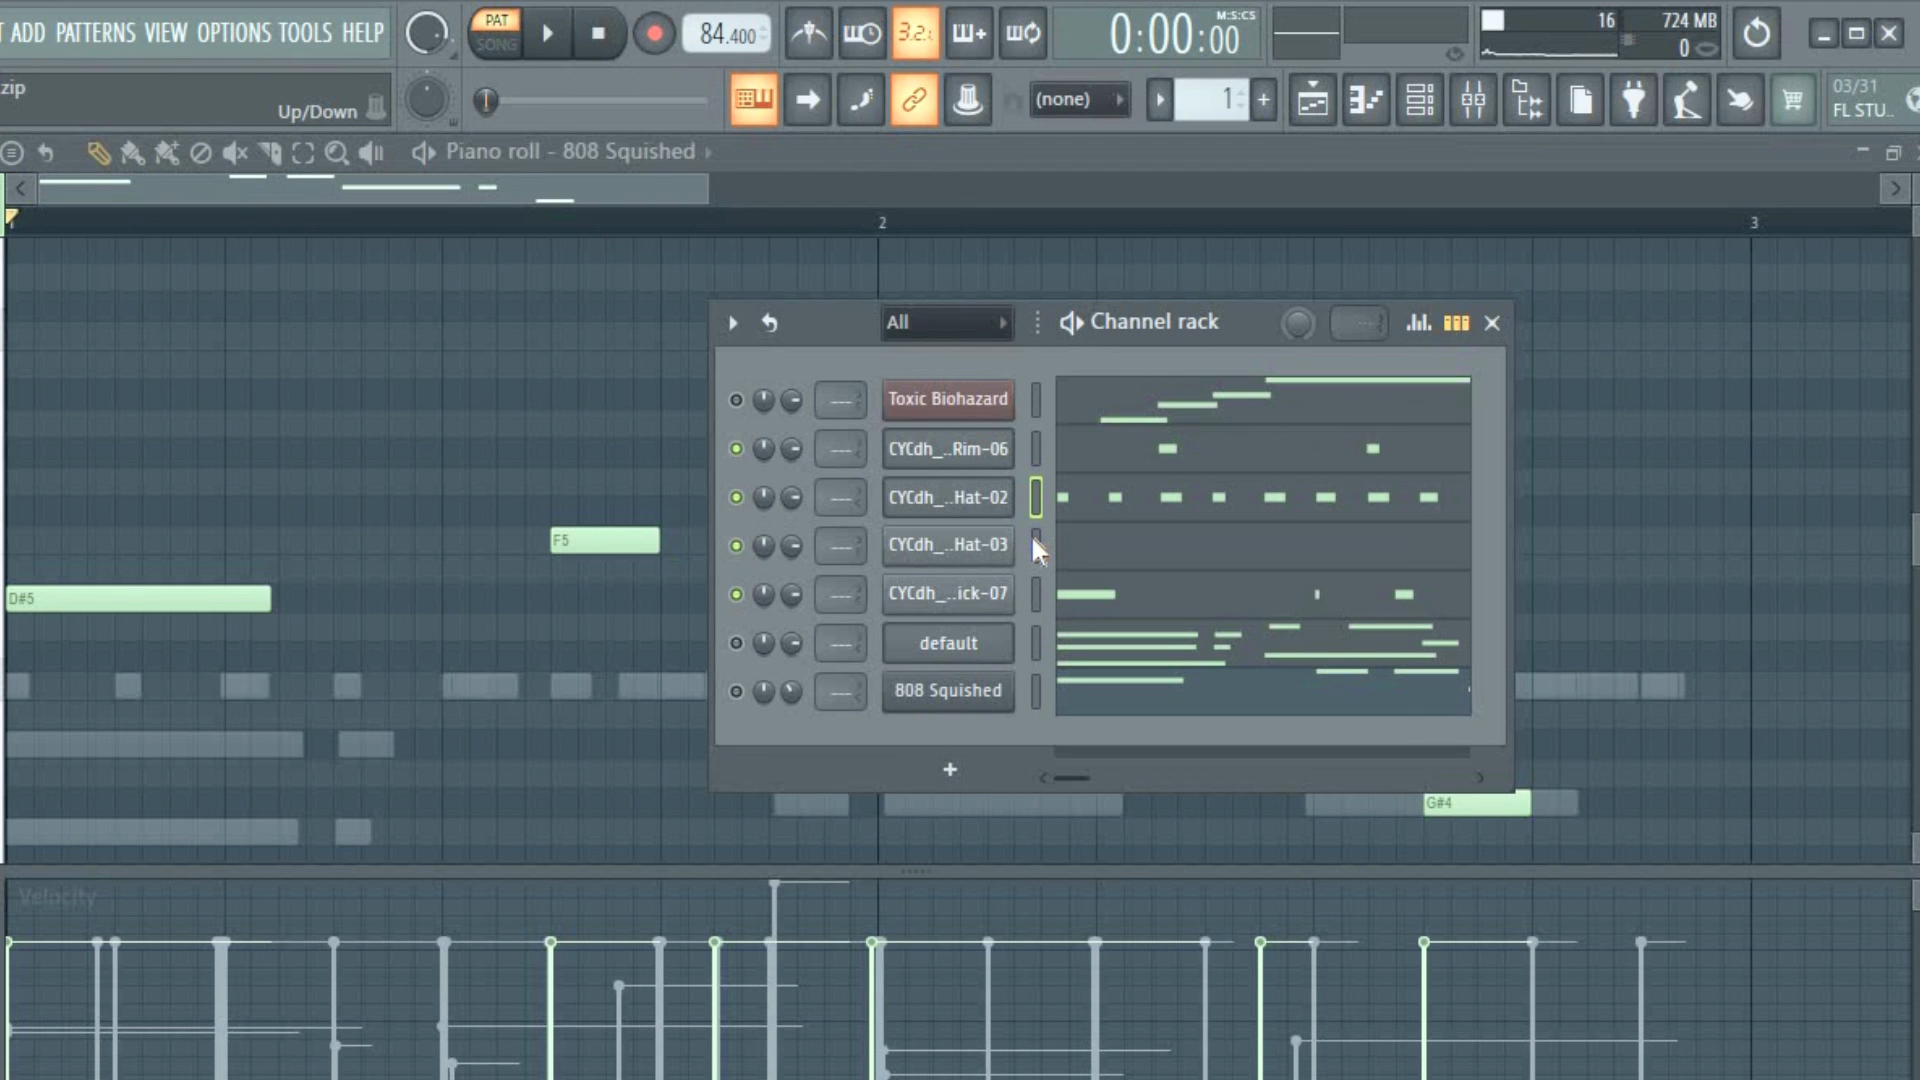 ADD PATTERNS VIEW OPTIONS TOOLS HELP
PAT
SONG
84.400
3.2.
0:00:00
M:S:CS
16
724 MB
0
zip
Up/Down
(none)
1
03/31
FL STU..
Piano roll - 808 Squished
2
3
All
Channel rack
Toxic Biohazard
CYCdh_..Rim-06
CYCdh_..Hat-02
CYCdh_..Hat-03
CYCdh_..ick-07
default
808 Squished
F5
D#5
G#4
Velocity